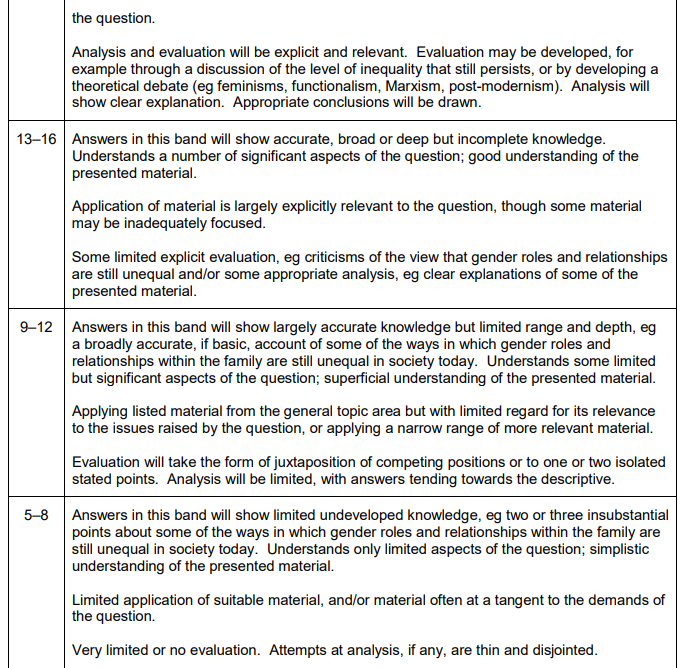 the question.
Analysis and evaluation will be explicit and relevant.  Evaluation may be developed, for
example through a discussion of the level of inequality that still persists, or by developing a
theoretical debate (eg feminisms, functionalism, Marxism, post-modernism).  Analysis will
show clear explanation.  Appropriate conclusions will be drawn.
13–16
Answers in this band will show accurate, broad or deep but incomplete knowledge.
Understands a number of significant aspects of the question; good understanding of the
presented material.
Application of material is largely explicitly relevant to the question, though some material
may be inadequately focused.
Some limited explicit evaluation, eg criticisms of the view that gender roles and relationships
are still unequal and/or some appropriate analysis, eg clear explanations of some of the
presented material.
9–12
Answers in this band will show largely accurate knowledge but limited range and depth, eg
a broadly accurate, if basic, account of some of the ways in which gender roles and
relationships within the family are still unequal in society today.  Understands some limited
but significant aspects of the question; superficial understanding of the presented material.
Applying listed material from the general topic area but with limited regard for its relevance
to the issues raised by the question, or applying a narrow range of more relevant material.
Evaluation will take the form of juxtaposition of competing positions or to one or two isolated
stated points.  Analysis will be limited, with answers tending towards the descriptive.
5–8
Answers in this band will show limited undeveloped knowledge, eg two or three insubstantial
points about some of the ways in which gender roles and relationships within the family are
still unequal in society today.  Understands only limited aspects of the question; simplistic
understanding of the presented material.
Limited application of suitable material, and/or material often at a tangent to the demands of
the question.
Very limited or no evaluation.  Attempts at analysis, if any, are thin and disjointed.